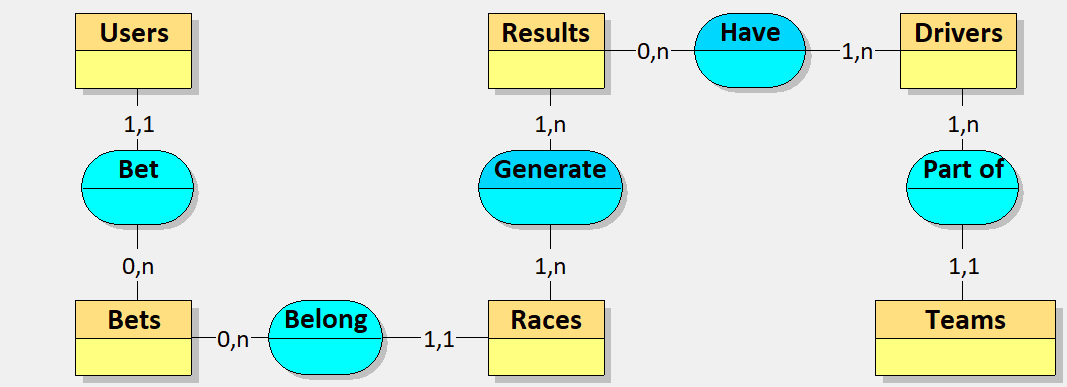 Users
Results
0,n
Have
1,n
Drivers
1,1
1,n
1,n
Bet
Generate
Part of
0,n
1,n
1,1
Bets
0,n
Belong
1,1
Races
Teams